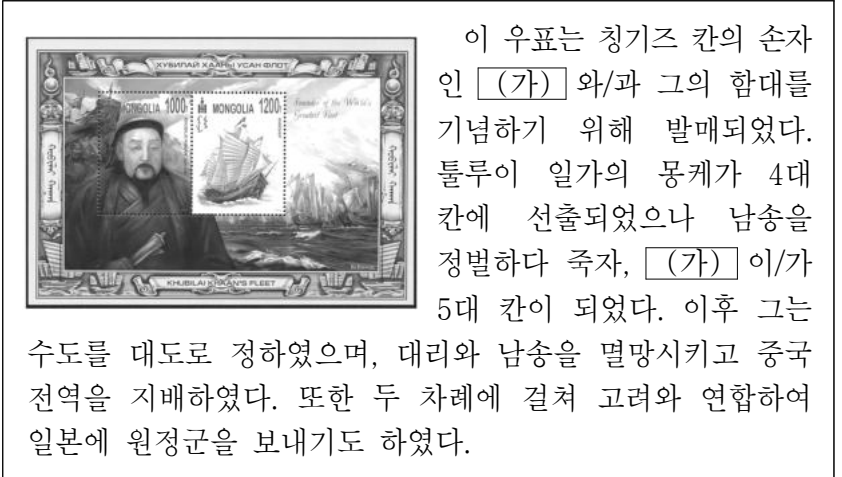 이 우표는 칭기즈 칸의 손자
인 (가) 와/과 그의 함대를
기념하기 위해 발매되었다.
툴루이 일가의 몽케가 4대
칸에 선출되었으나 남송을
정벌하다 죽자, (가) 이/가
5대 칸이 되었다. 이후 그는
수도를 대도로 정하였으며, 대리와 남송을 멸망시키고 중국
전역을 지배하였다. 또한 두 차례에 걸쳐 고려와 연합하여
일본에 원정군을 보내기도 하였다.
ХУБИЛАЙ ХААНЫ УСАН ФЛОТ
MONGOLIA 1000
MONGOLIA 1200
Founder of the World's
Greatest Fleet
KHUBILAI KHAAN'S FLEET